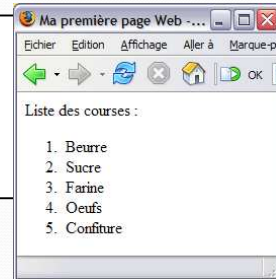 Ma première page Web -...
Fichier Edition Affichage Aller à Marque-p
OK
Liste des courses :
1. Beurre
2. Sucre
3. Farine
4. Oeufs
5. Confiture